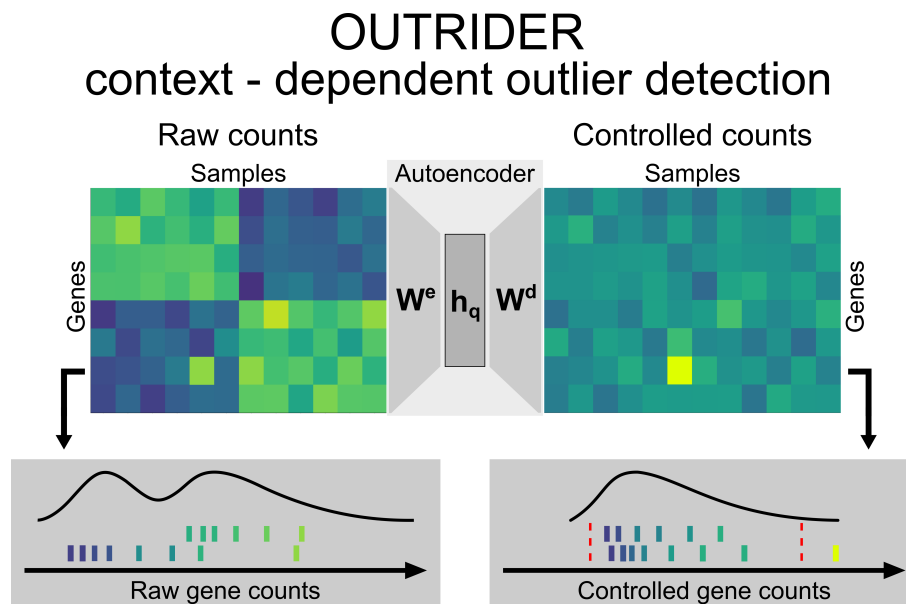 OUTRIDER
context - dependent outlier detection
Raw counts
Controlled counts
Samples
Autoencoder
Samples
Genes
Wᵉ
h_q
Wᵈ
Genes
Raw gene counts
Controlled gene counts